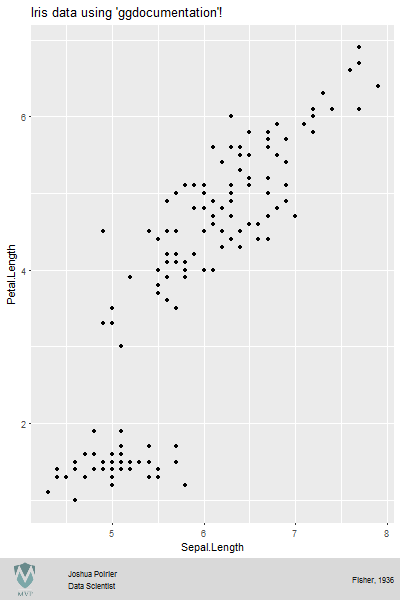 Iris data using 'ggdocumentation'!
Petal.Length
6
4
2
5 6 7 8
Sepal.Length
MVP
Joshua Poirier
Data Scientist
Fisher, 1936